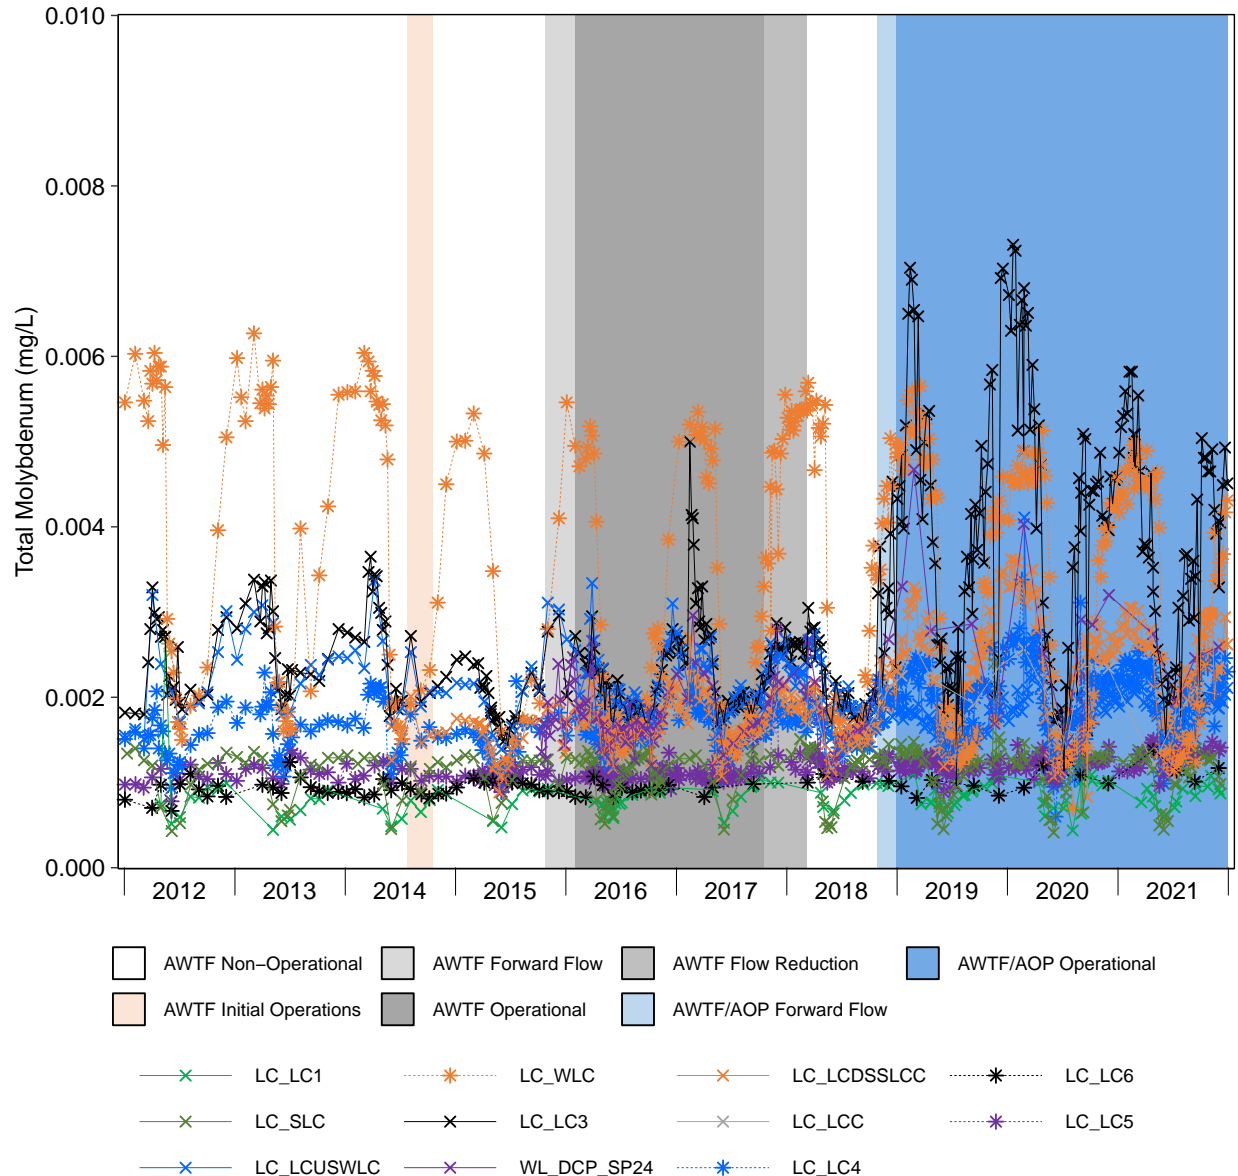 0.010
0.008
0.006
0.004
0.002
0.000
Total Molybdenum (mg/L)
2012 2013 2014 2015 2016 2017 2018 2019 2020 2021
AWTF Non–Operational AWTF Forward Flow AWTF Flow Reduction AWTF/AOP Operational
AWTF Initial Operations AWTF Operational AWTF/AOP Forward Flow
LC_LC1 LC_WLC LC_LCDSSLCC LC_LC6
LC_SLC LC_LC3 LC_LCC LC_LC5
LC_LCUSWLC WL_DCP_SP24 LC_LC4